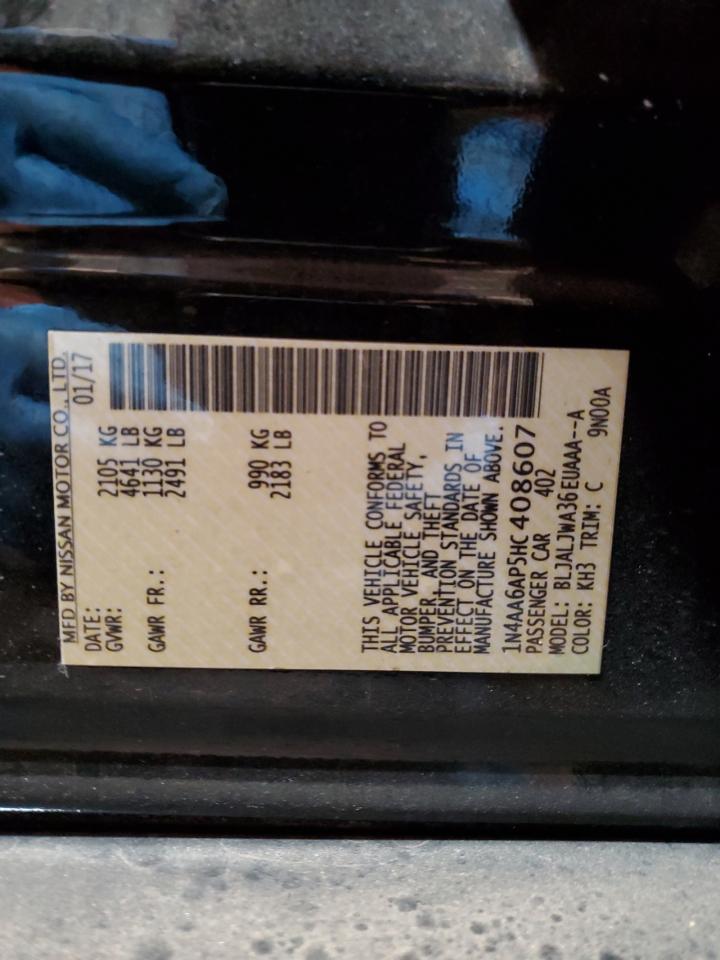 MFD BY NISSAN MOTOR CO., LTD.
DATE: 01/17
GVWR: 2105 KG
4641 LB
GAWR FR.: 1130 KG
2491 LB
GAWR RR.: 990 KG
2183 LB
THIS VEHICLE CONFORMS TO
ALL APPLICABLE FEDERAL
MOTOR VEHICLE SAFETY,
BUMPER, AND THEFT
PREVENTION STANDARDS IN
EFFECT ON THE DATE OF
MANUFACTURE SHOWN ABOVE.
1N4AA6AP5HC408607
PASSENGER CAR 402
MODEL: BLJALJWA36EUAAA--A
COLOR: KH3 TRIM: C 9N00A